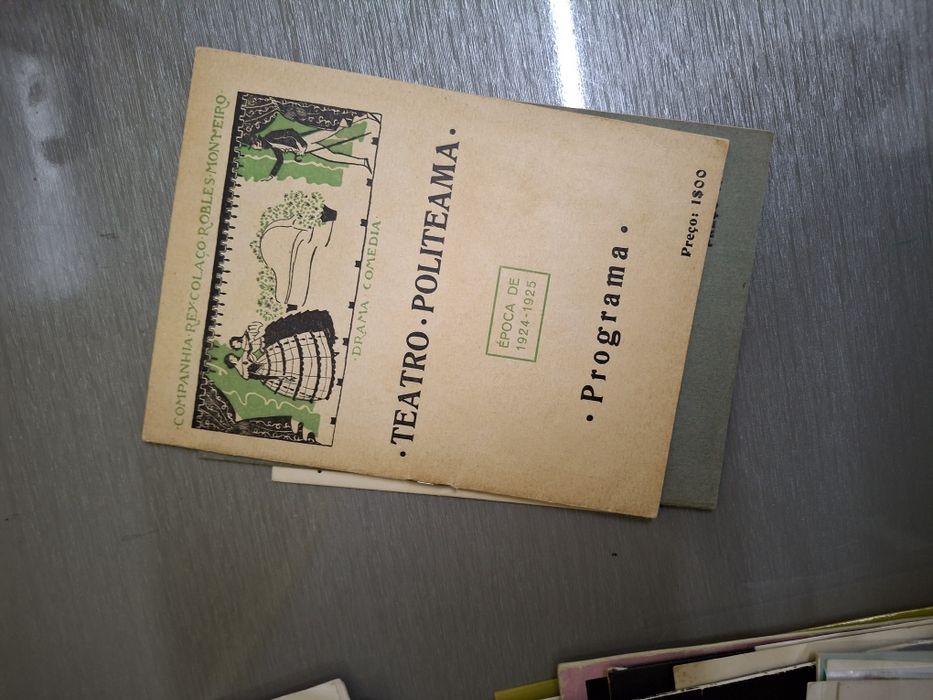 ·COMPANHIA·REY·COLAÇO·ROBLES·MONTEIRO·
·DRAMA COMEDIA·
·TEATRO·POLITEAMA·
ÉPOCA DE
1924-1925
·Programa·
Preço: 1$00